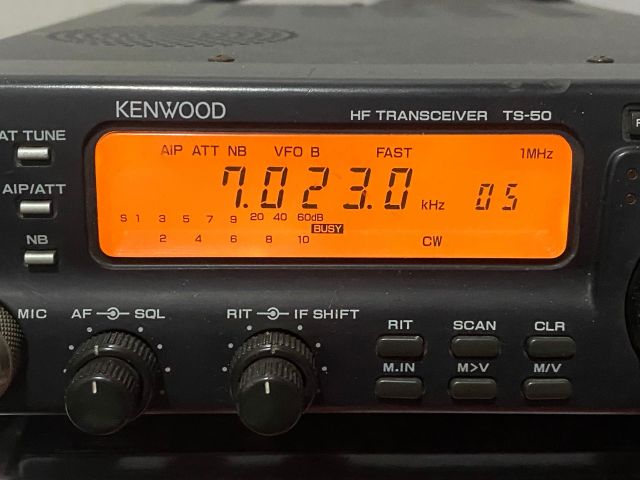 KENWOOD HF TRANSCEIVER TS-50
AT TUNE
AIP ATT NB VFO B FAST 1MHz
AIP/ATT
7.023.0 kHz 05
S 1 3 5 7 9 20 40 60dB
BUSY
2 4 6 8 10 CW
NB
MIC AF SQL RIT IF SHIFT
RIT SCAN CLR
M.IN M>V M/V